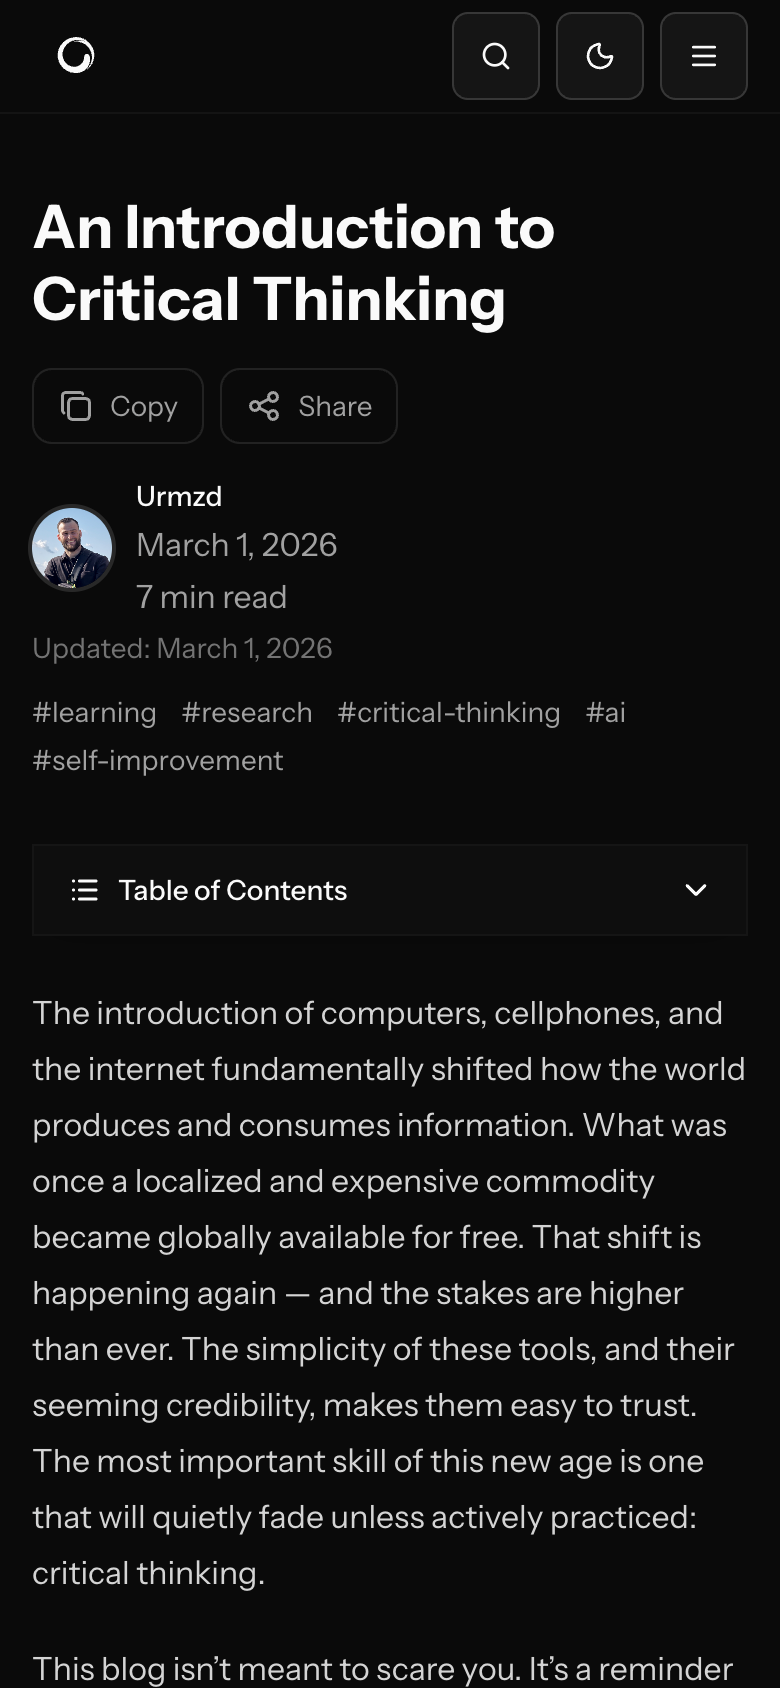 An Introduction to
Critical Thinking
Copy
Share
Urmzd
March 1, 2026
7 min read
Updated: March 1, 2026
#learning #research #critical-thinking #ai
#self-improvement
Table of Contents
The introduction of computers, cellphones, and
the internet fundamentally shifted how the world
produces and consumes information. What was
once a localized and expensive commodity
became globally available for free. That shift is
happening again — and the stakes are higher
than ever. The simplicity of these tools, and their
seeming credibility, makes them easy to trust.
The most important skill of this new age is one
that will quietly fade unless actively practiced:
critical thinking.
This blog isn’t meant to scare you. It’s a reminder